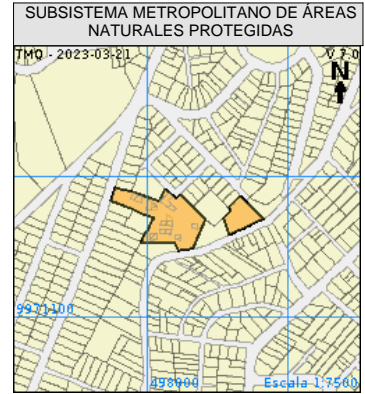 SUBSISTEMA METROPOLITANO DE ÁREAS
NATURALES PROTEGIDAS
TMQ - 2023-03-21 V 7.0
N
9971100
498000 Escala 1:7500